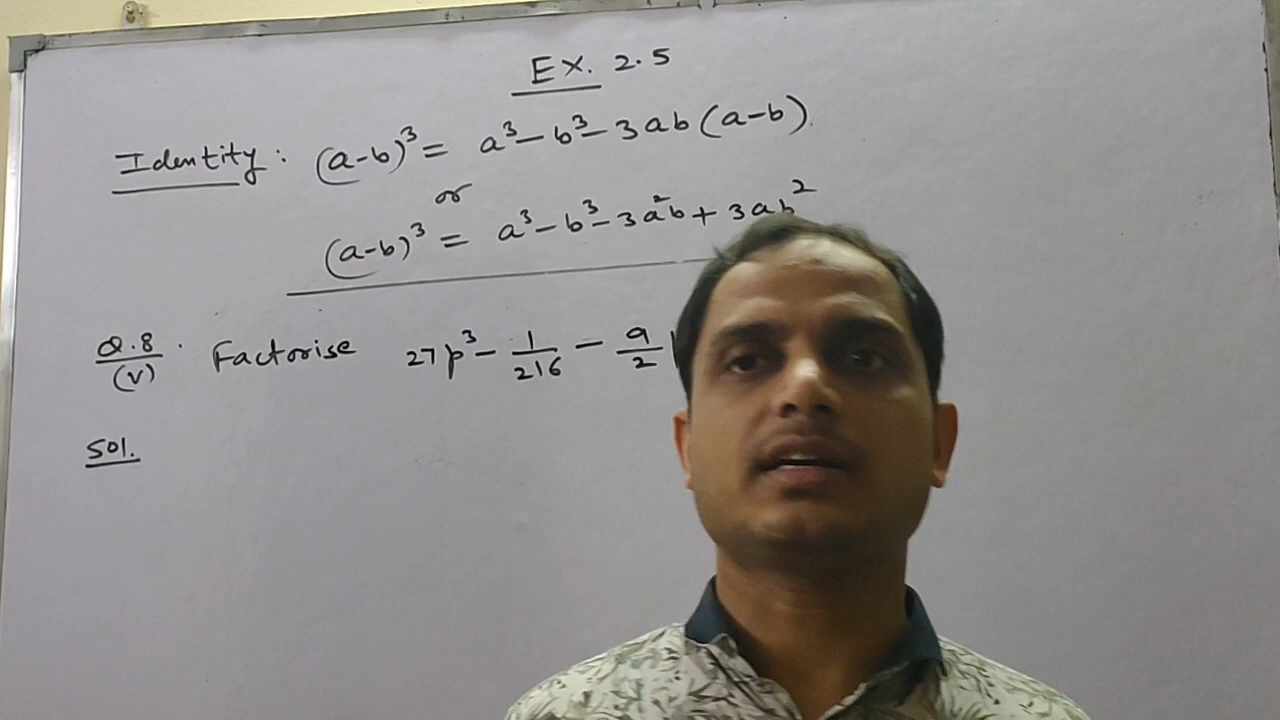 EX. 2.5
Identity: (a-b)³ = a³ - b³ - 3ab(a-b).
or
(a-b)³ = a³ - b³ - 3a²b + 3ab²
Q.8 (v). Factorise 27p³ - 1/216 - 9/2
Sol.